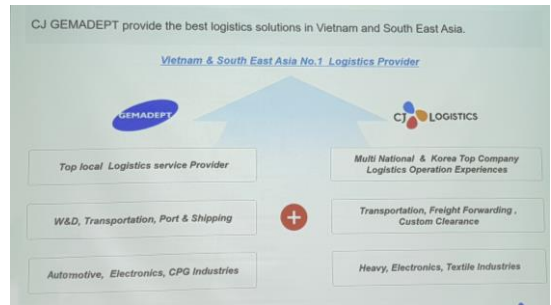 CJ GEMADEPT provide the best logistics solutions in Vietnam and South East Asia.
Vietnam & South East Asia No.1 Logistics Provider
GEMADEPT
CJ LOGISTICS
Top local Logistics service Provider
Multi National & Korea Top Company
Logistics Operation Experiences
W&D, Transportation, Port & Shipping
+
Transportation, Freight Forwarding,
Custom Clearance
Automotive, Electronics, CPG Industries
Heavy, Electronics, Textile Industries